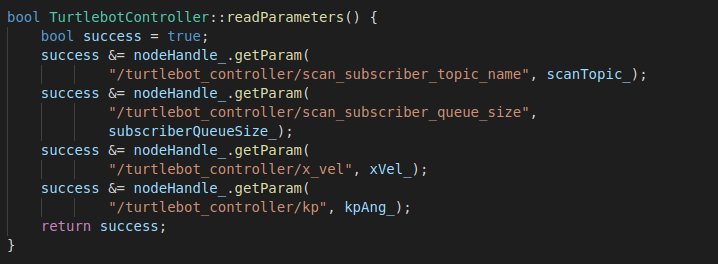 bool TurtlebotController::readParameters() {
    bool success = true;
    success &= nodeHandle_.getParam(
            "/turtlebot_controller/scan_subscriber_topic_name", scanTopic_);
    success &= nodeHandle_.getParam(
            "/turtlebot_controller/scan_subscriber_queue_size",
            subscriberQueueSize_);
    success &= nodeHandle_.getParam(
            "/turtlebot_controller/x_vel", xVel_);
    success &= nodeHandle_.getParam(
            "/turtlebot_controller/kp", kpAng_);
    return success;
}